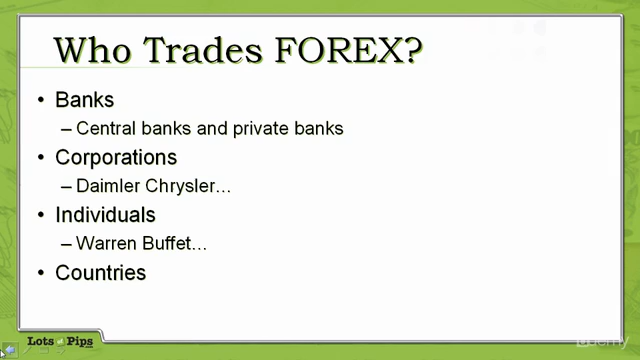 Who Trades FOREX?
• Banks
– Central banks and private banks
• Corporations
– Daimler Chrysler...
• Individuals
– Warren Buffet...
• Countries
Lots of Pips
Udemy